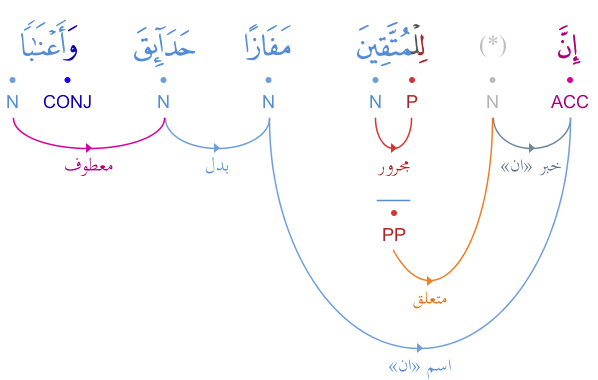 إِنَّ (*) لِلْمُتَّقِينَ مَفَازًا حَدَآئِقَ وَأَعْنَٰبًا
ACC N P N N N CONJ N
خبر «ان» مجرور بدل معطوف
PP
متعلق
اسم «ان»